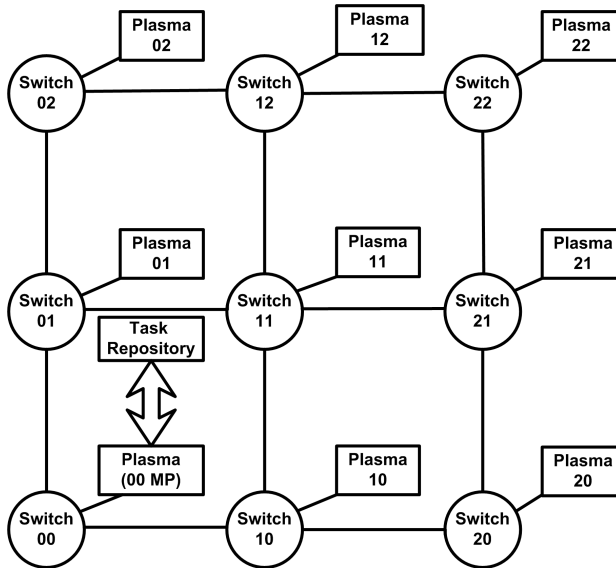 Plasma
02
Plasma
12
Plasma
22
Switch
02
Switch
12
Switch
22
Plasma
01
Plasma
11
Plasma
21
Switch
01
Switch
11
Switch
21
Task
Repository
Plasma
(00 MP)
Plasma
10
Plasma
20
Switch
00
Switch
10
Switch
20